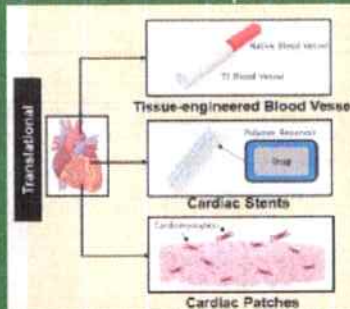 Translational
Native Blood Vessel
TE Blood Vessel
Tissue-engineered Blood Vesse
Polymer Reservoir
Drug
Cardiac Stents
Cardiomyocytes
Cardiac Patches